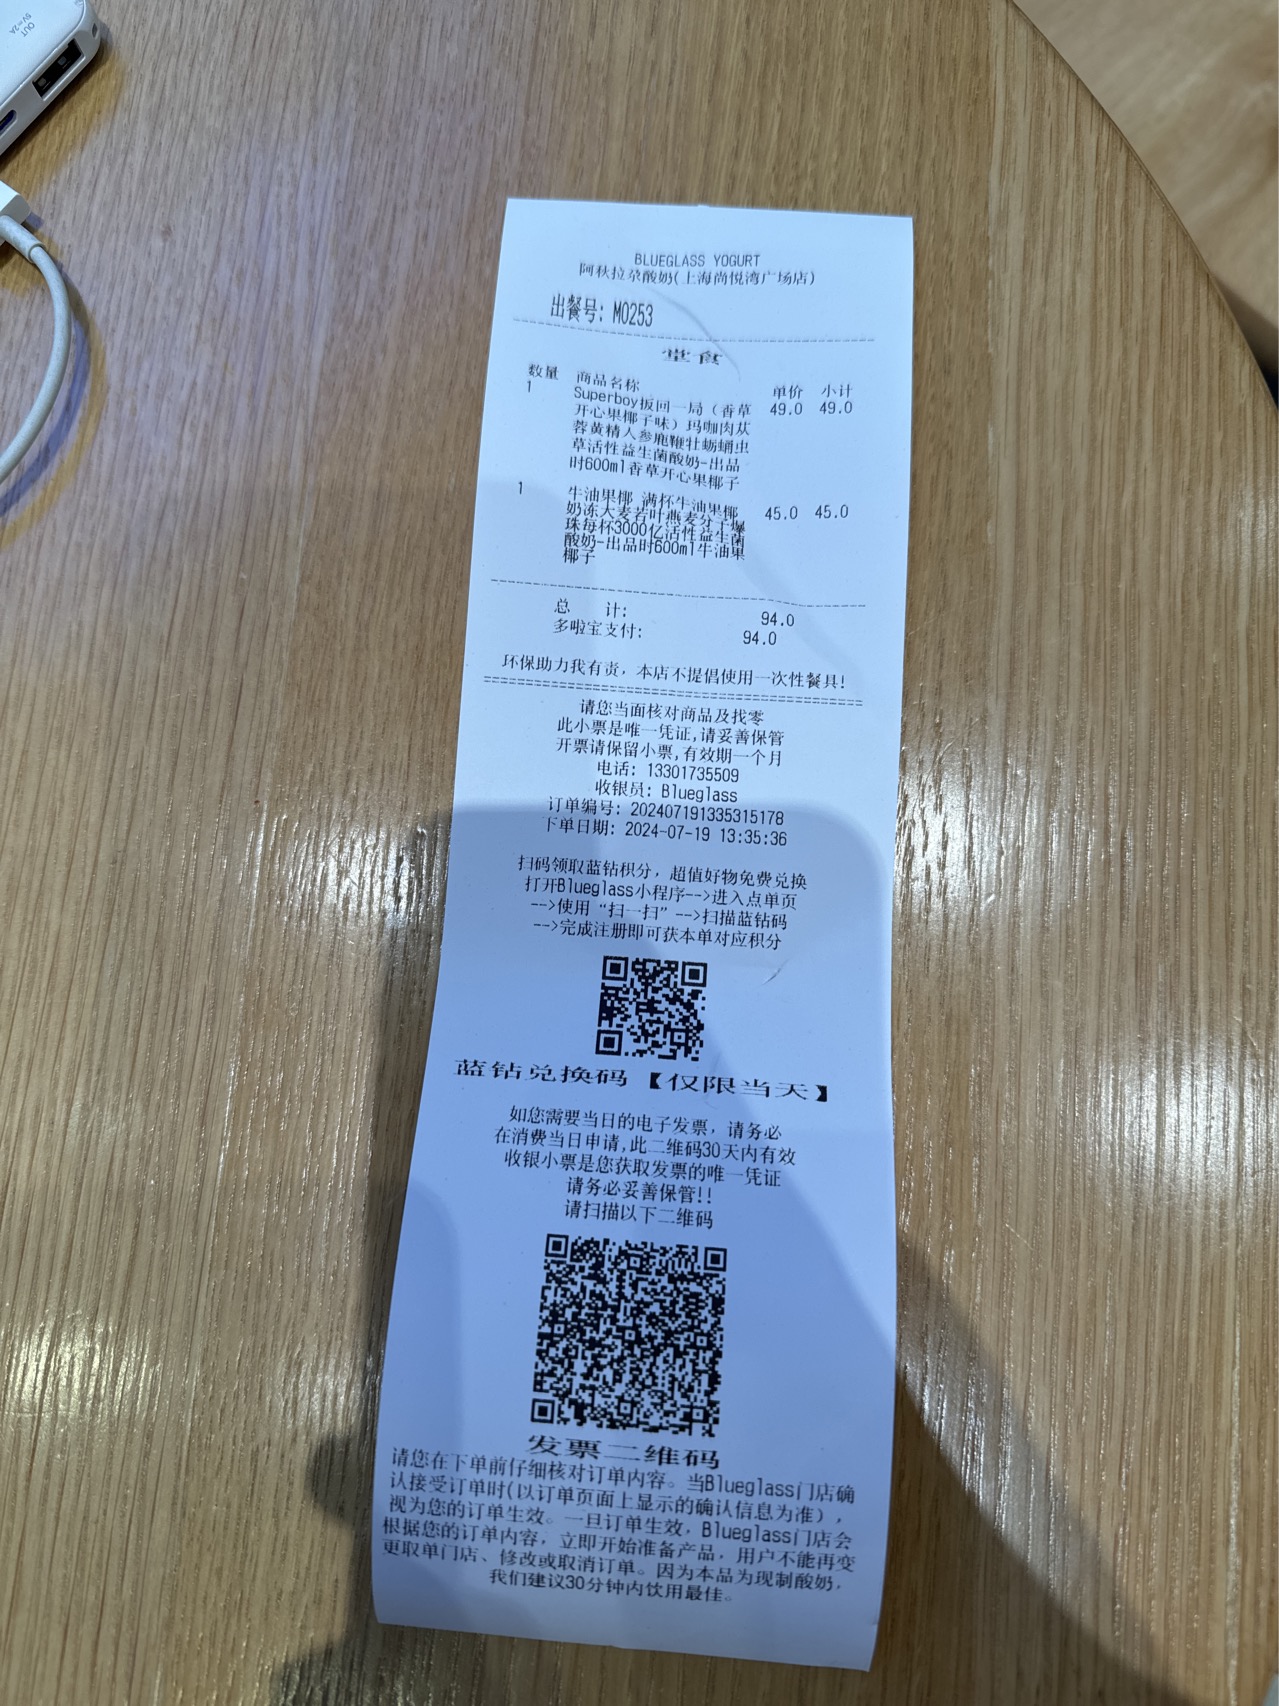 OUT
5V⎓2A
BLUEGLASS YOGURT
阿秋拉尕酸奶(上海尚悦湾广场店)
出餐号: M0253
堂食
数量 商品名称 单价 小计
1 Superboy扳回一局（香草 49.0 49.0
开心果椰子味）玛咖肉苁
蓉黄精人参鹿鞭牡蛎蛹虫
草活性益生菌酸奶-出品
时600ml香草开心果椰子
1 牛油果椰 满杯牛油果椰 45.0 45.0
奶冻大麦若叶燕麦分子爆
珠每杯3000亿活性益生菌
酸奶-出品时600ml牛油果
椰子
总 计: 94.0
多啦宝支付: 94.0
环保助力我有责，本店不提倡使用一次性餐具!
请您当面核对商品及找零
此小票是唯一凭证,请妥善保管
开票请保留小票,有效期一个月
电话: 13301735509
收银员: Blueglass
订单编号: 202407191335315178
下单日期: 2024-07-19 13:35:36
扫码领取蓝钻积分，超值好物免费兑换
打开Blueglass小程序-->进入点单页
-->使用“扫一扫”-->扫描蓝钻码
-->完成注册即可获本单对应积分
蓝钻兑换码【仅限当天】
如您需要当日的电子发票，请务必
在消费当日申请,此二维码30天内有效
收银小票是您获取发票的唯一凭证
请务必妥善保管!!
请扫描以下二维码
发票二维码
请您在下单前仔细核对订单内容。当Blueglass门店确
认接受订单时(以订单页面上显示的确认信息为准)，
视为您的订单生效。一旦订单生效，Blueglass门店会
根据您的订单内容，立即开始准备产品，用户不能再变
更取单门店、修改或取消订单。因为本品为现制酸奶，
我们建议30分钟内饮用最佳。